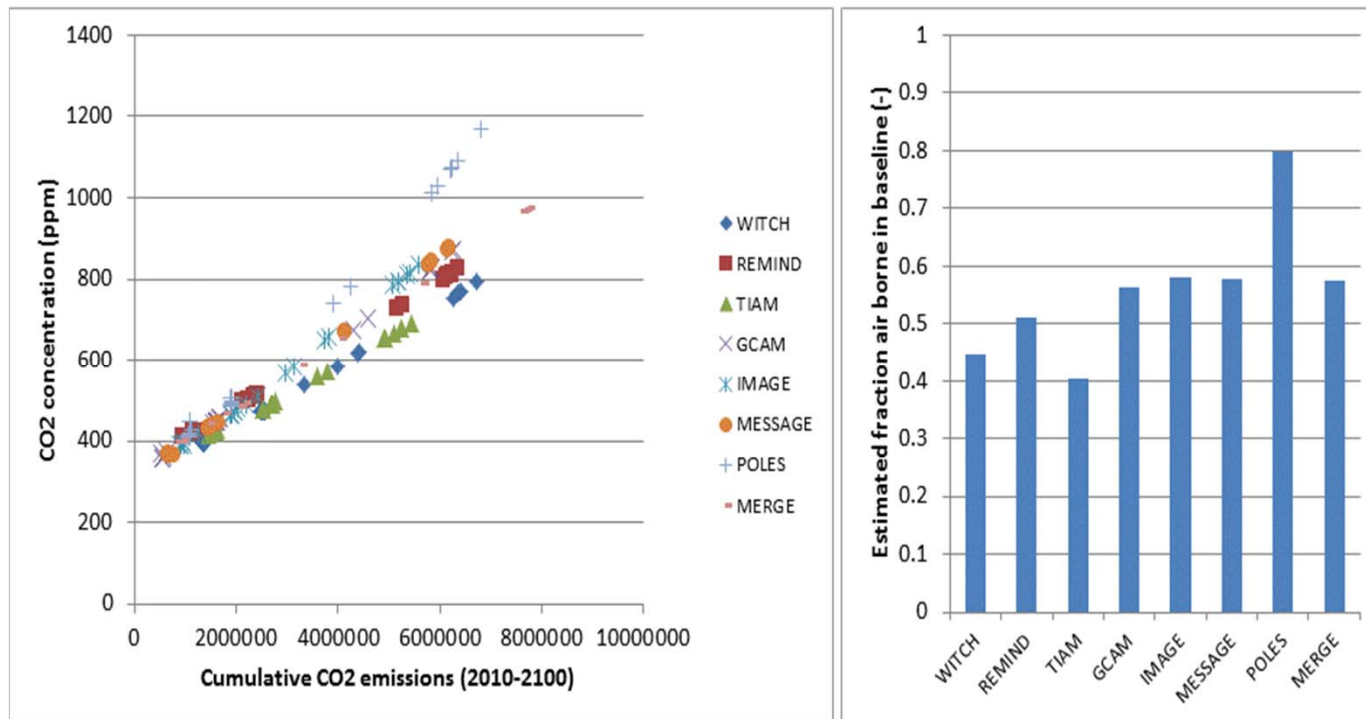 1400
1200
1000
800
600
400
200
0
CO2 concentration (ppm)
0 2000000 4000000 6000000 8000000 10000000
Cumulative CO2 emissions (2010-2100)
WITCH
REMIND
TIAM
GCAM
IMAGE
MESSAGE
POLES
MERGE
Estimated fraction air borne in baseline (-)
1
0.9
0.8
0.7
0.6
0.5
0.4
0.3
0.2
0.1
0
WITCH
REMIND
TIAM
GCAM
IMAGE
MESSAGE
POLES
MERGE